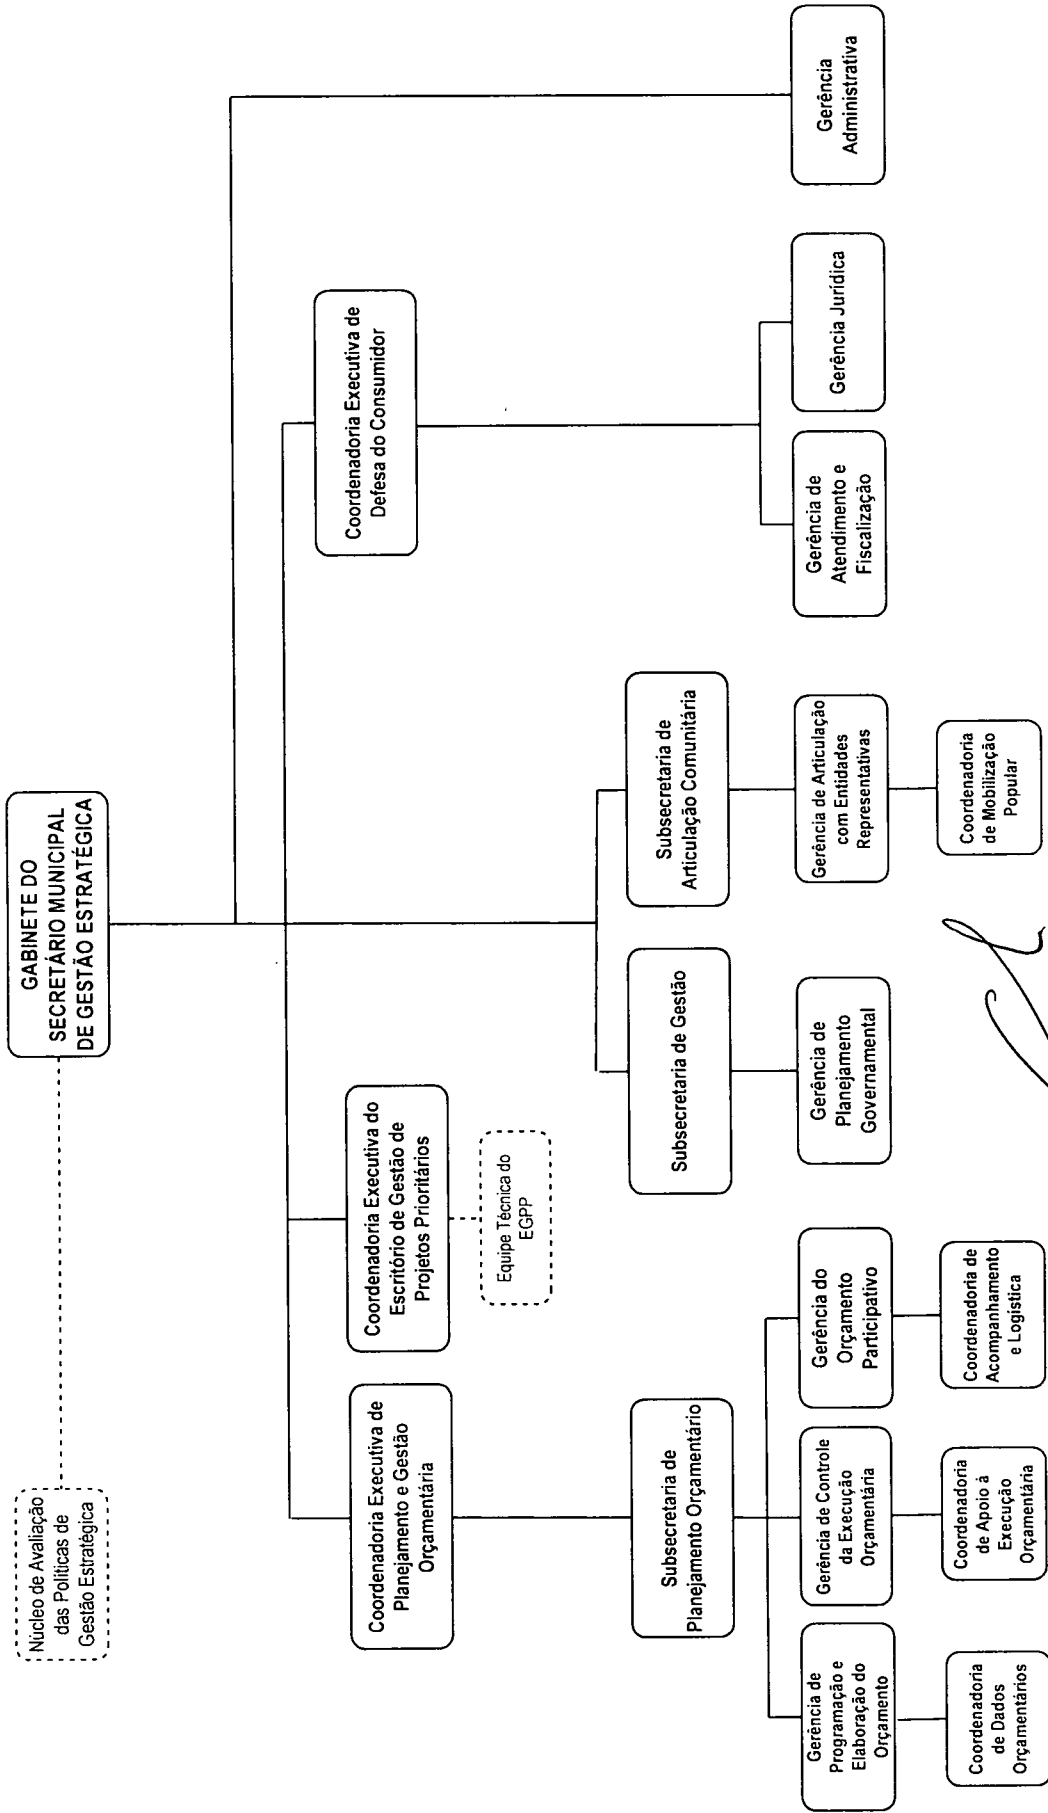 GABINETE DO
SECRETÁRIO MUNICIPAL
DE GESTÃO ESTRATÉGICA
Núcleo de Avaliação
das Políticas de
Gestão Estratégica
Coordenadoria Executiva de
Planejamento e Gestão
Orçamentária
Coordenadoria Executiva do
Escritório de Gestão de
Projetos Prioritários
Coordenadoria Executiva de
Defesa do Consumidor
Equipe Técnica do
EGPP
Subsecretaria de
Planejamento Orçamentário
Subsecretaria de Gestão
Subsecretaria de
Articulação Comunitária
Gerência de
Programação e
Elaboração do
Orçamento
Gerência de Controle
da Execução
Orçamentária
Gerência do
Orçamento
Participativo
Gerência de
Planejamento
Governamental
Gerência de Articulação
com Entidades
Representativas
Gerência de
Atendimento e
Fiscalização
Gerência Jurídica
Gerência
Administrativa
Coordenadoria
de Dados
Orçamentários
Coordenadoria
de Apoio à
Execução
Orçamentária
Coordenadoria de
Acompanhamento
e Logística
Coordenadoria
de Mobilização
Popular